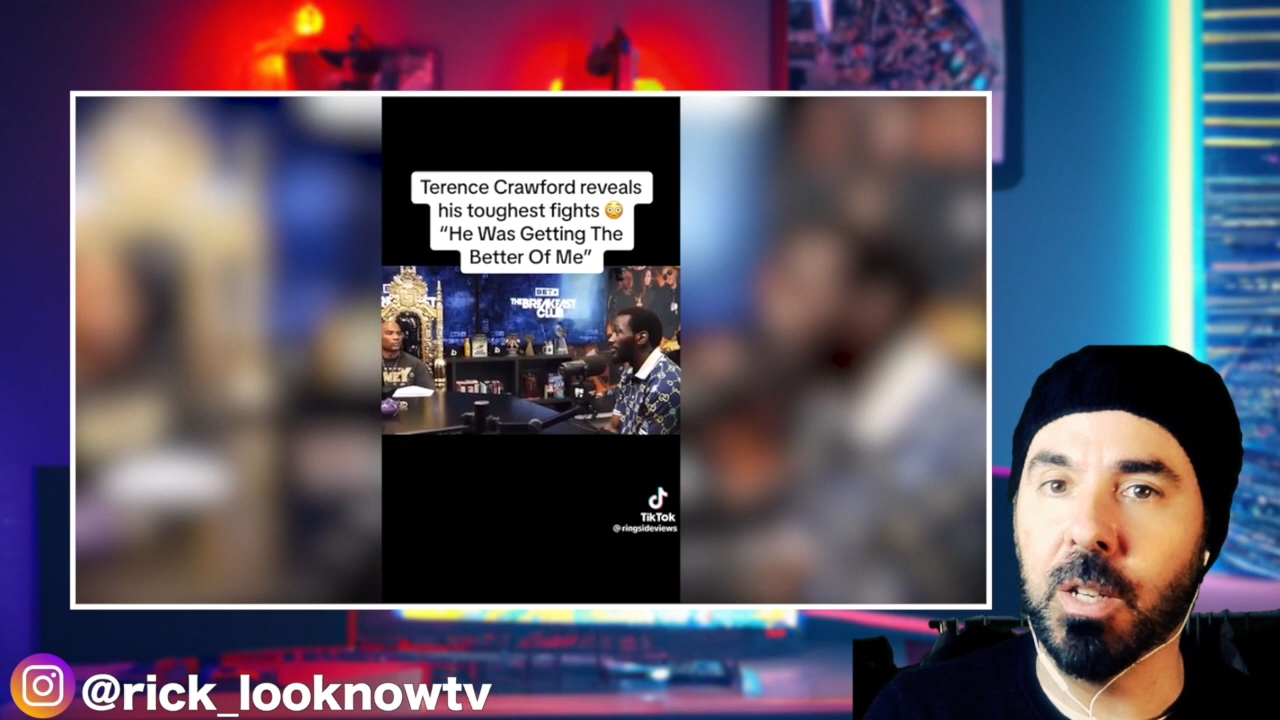 Terence Crawford reveals
his toughest fights 😳
“He Was Getting The
Better Of Me”
BET★
THE BREAKFAST
CLUB
TikTok
@ringsideviews
@rick_looknowtv